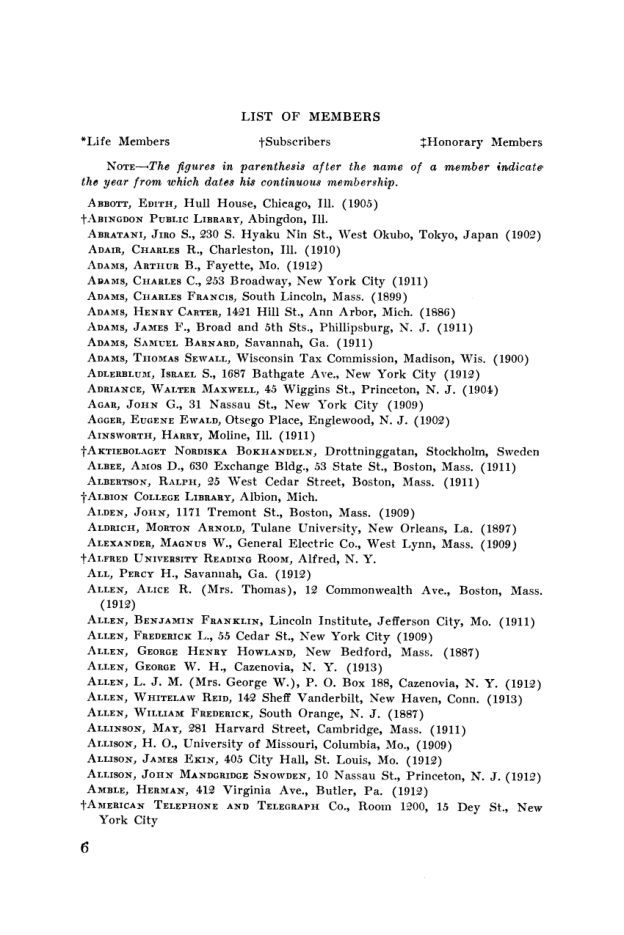 LIST OF MEMBERS
*Life Members †Subscribers ‡Honorary Members
NOTE—The figures in parenthesis after the name of a member indicate
the year from which dates his continuous membership.
ABBOTT, EDITH, Hull House, Chicago, Ill. (1905)
†ABINGDON PUBLIC LIBRARY, Abingdon, Ill.
ABRATANI, JIRO S., 230 S. Hyaku Nin St., West Okubo, Tokyo, Japan (1902)
ADAIR, CHARLES R., Charleston, Ill. (1910)
ADAMS, ARTHUR B., Fayette, Mo. (1912)
ADAMS, CHARLES C., 253 Broadway, New York City (1911)
ADAMS, CHARLES FRANCIS, South Lincoln, Mass. (1899)
ADAMS, HENRY CARTER, 1421 Hill St., Ann Arbor, Mich. (1886)
ADAMS, JAMES F., Broad and 5th Sts., Phillipsburg, N. J. (1911)
ADAMS, SAMUEL BARNARD, Savannah, Ga. (1911)
ADAMS, THOMAS SEWALL, Wisconsin Tax Commission, Madison, Wis. (1900)
ADLERBLUM, ISRAEL S., 1687 Bathgate Ave., New York City (1912)
ADRIANCE, WALTER MAXWELL, 45 Wiggins St., Princeton, N. J. (1904)
AGAR, JOHN G., 31 Nassau St., New York City (1909)
AGGER, EUGENE EWALD, Otsego Place, Englewood, N. J. (1902)
AINSWORTH, HARRY, Moline, Ill. (1911)
†AKTIEBOLAGET NORDISKA BOKHANDELN, Drottninggatan, Stockholm, Sweden
ALBEE, AMOS D., 630 Exchange Bldg., 53 State St., Boston, Mass. (1911)
ALBERTSON, RALPH, 25 West Cedar Street, Boston, Mass. (1911)
†ALBION COLLEGE LIBRARY, Albion, Mich.
ALDEN, JOHN, 1171 Tremont St., Boston, Mass. (1909)
ALDRICH, MORTON ARNOLD, Tulane University, New Orleans, La. (1897)
ALEXANDER, MAGNUS W., General Electric Co., West Lynn, Mass. (1909)
†ALFRED UNIVERSITY READING ROOM, Alfred, N. Y.
ALL, PERCY H., Savannah, Ga. (1912)
ALLEN, ALICE R. (Mrs. Thomas), 12 Commonwealth Ave., Boston, Mass.
(1912)
ALLEN, BENJAMIN FRANKLIN, Lincoln Institute, Jefferson City, Mo. (1911)
ALLEN, FREDERICK L., 55 Cedar St., New York City (1909)
ALLEN, GEORGE HENRY HOWLAND, New Bedford, Mass. (1887)
ALLEN, GEORGE W. H., Cazenovia, N. Y. (1913)
ALLEN, L. J. M. (Mrs. George W.), P. O. Box 188, Cazenovia, N. Y. (1912)
ALLEN, WHITELAW REID, 142 Sheff Vanderbilt, New Haven, Conn. (1913)
ALLEN, WILLIAM FREDERICK, South Orange, N. J. (1887)
ALLINSON, MAY, 281 Harvard Street, Cambridge, Mass. (1911)
ALLISON, H. O., University of Missouri, Columbia, Mo., (1909)
ALLISON, JAMES EKIN, 405 City Hall, St. Louis, Mo. (1912)
ALLISON, JOHN MANDGRIDGE SNOWDEN, 10 Nassau St., Princeton, N. J. (1912)
AMBLE, HERMAN, 412 Virginia Ave., Butler, Pa. (1912)
†AMERICAN TELEPHONE AND TELEGRAPH Co., Room 1200, 15 Dey St., New
York City
6